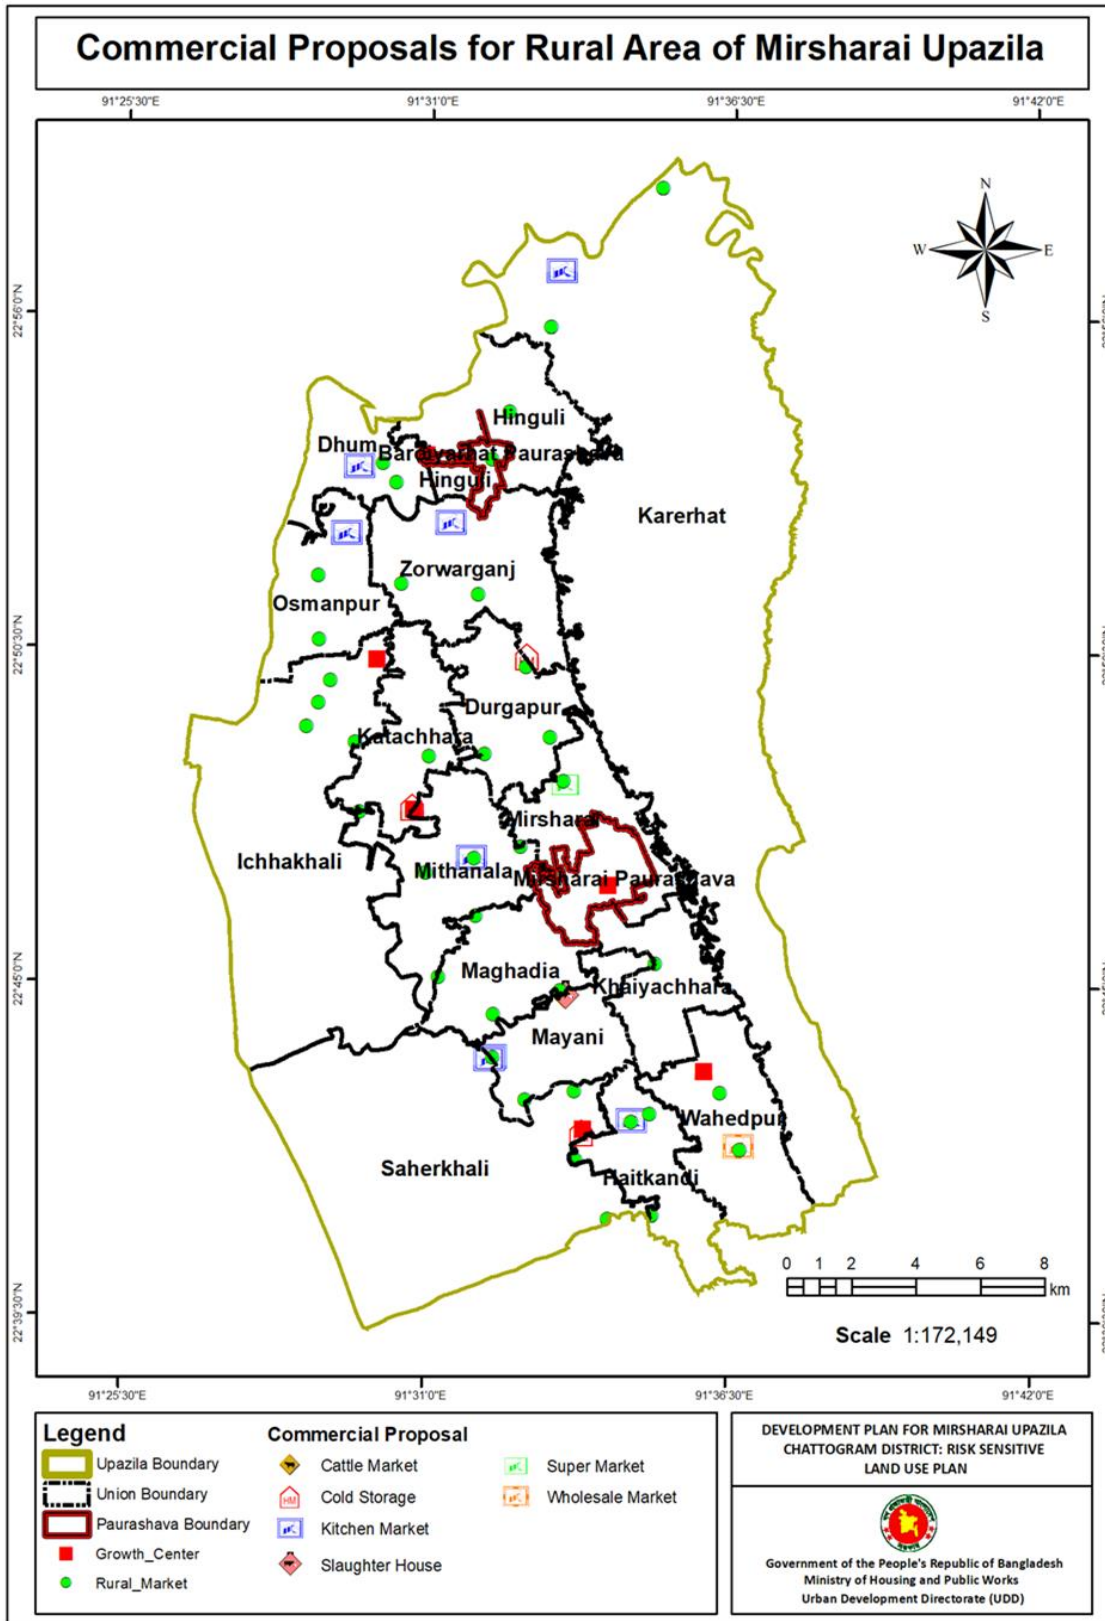 Commercial Proposals for Rural Area of Mirsharai Upazila
91°25'30"E 91°31'0"E 91°36'30"E 91°42'0"E
N
W E
S
22°56'0"N
22°50'30"N
22°45'0"N
22°39'30"N
Hinguli
Dhum
Hinguli
Karerhat
Zorwarganj
Osmanpur
Durgapur
Katachhara
Mirsharai
Ichhakhali
Mithanala
Mirsharai Paurashava
Maghadia
Khaiyachhara
Mayani
Wahedpur
Saherkhali
Haitkandi
0 1 2 4 6 8
km
Scale 1:172,149
91°25'30"E 91°31'0"E 91°36'30"E 91°42'0"E
Legend
Upazila Boundary
Union Boundary
Paurashava Boundary
Growth_Center
Rural_Market
Commercial Proposal
Cattle Market
HM Cold Storage
Kitchen Market
Slaughter House
Super Market
Wholesale Market
DEVELOPMENT PLAN FOR MIRSHARAI UPAZILA
CHATTOGRAM DISTRICT: RISK SENSITIVE
LAND USE PLAN
Government of the People's Republic of Bangladesh
Ministry of Housing and Public Works
Urban Development Directorate (UDD)